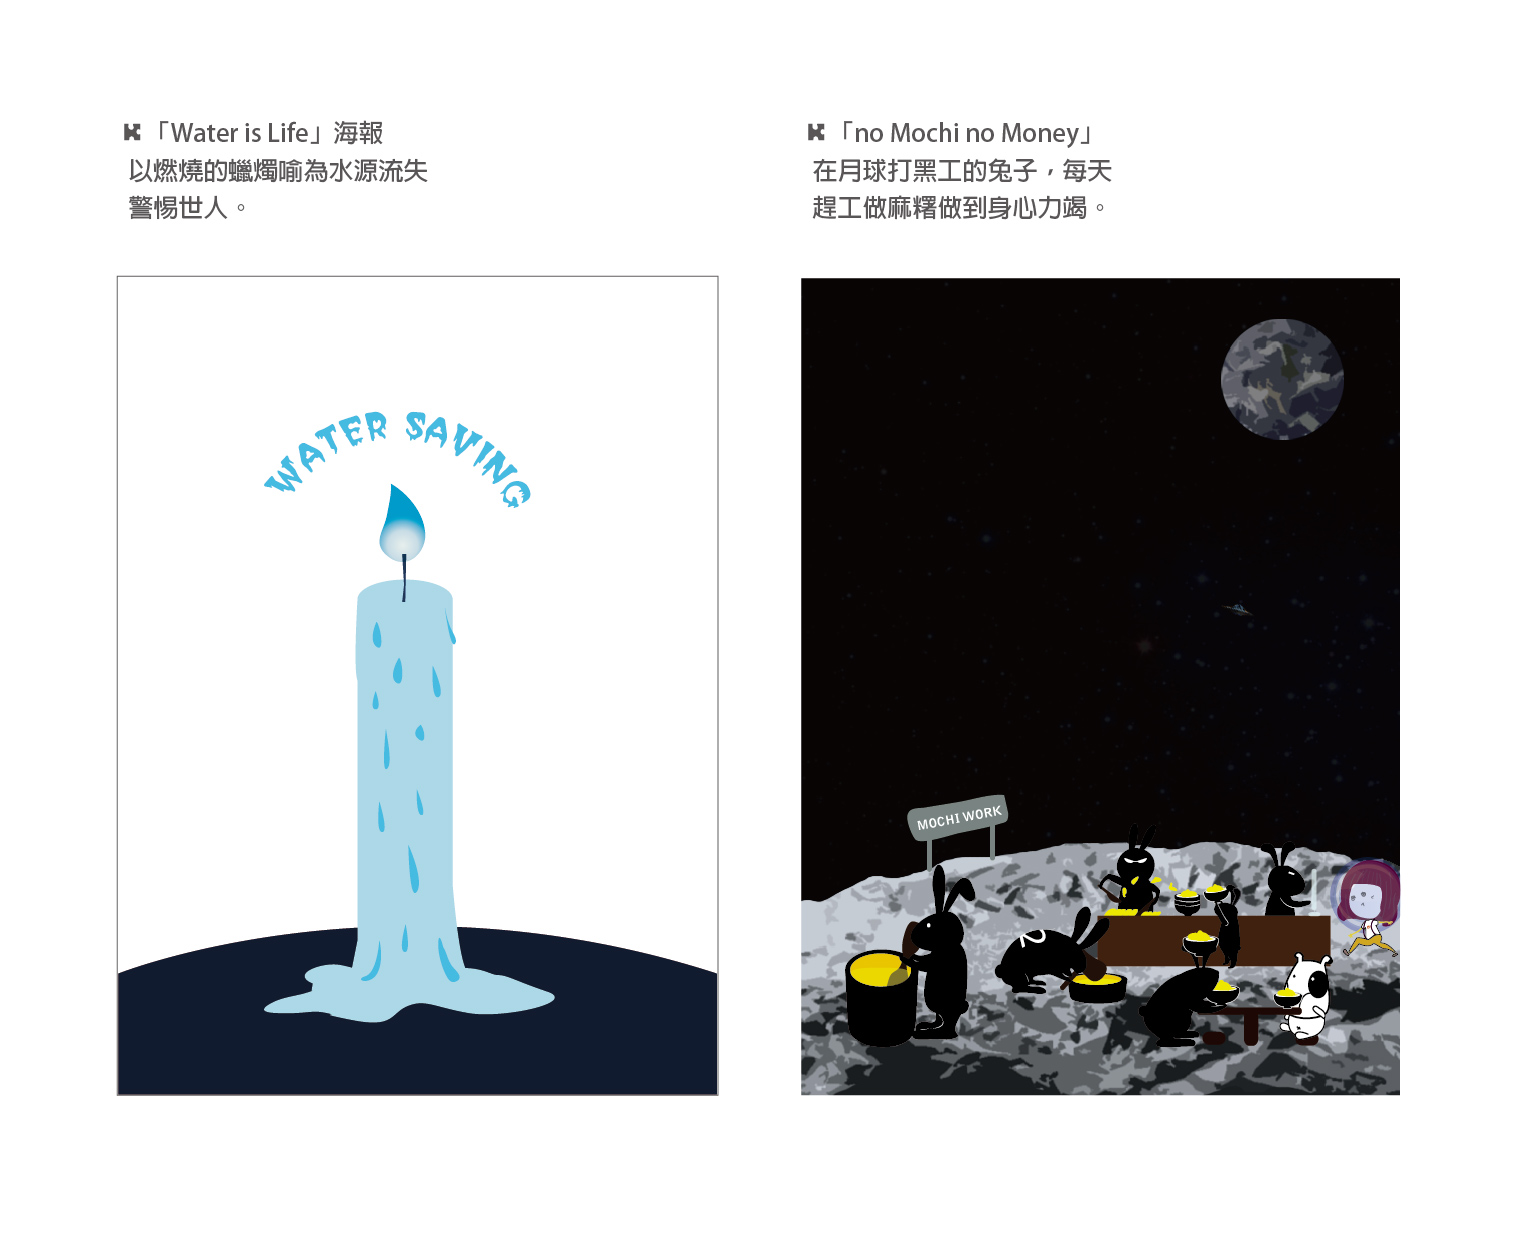 「Water is Life」海報
以燃燒的蠟燭喻為水源流失
警惕世人。
WATER SAVING
「no Mochi no Money」
在月球打黑工的兔子，每天
趕工做麻糬做到身心力竭。
MOCHI WORK